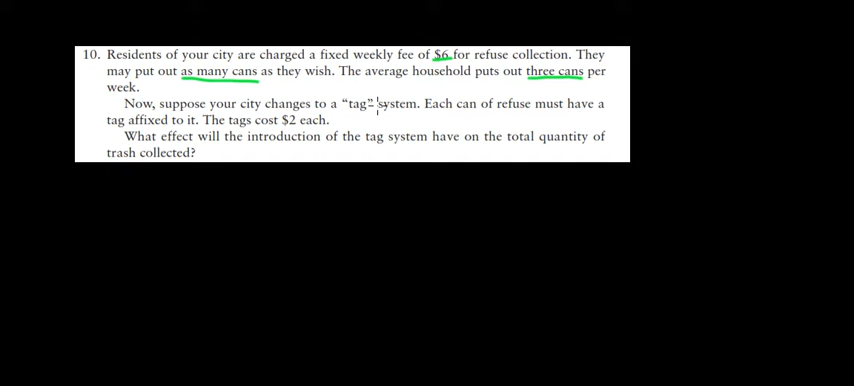 10. Residents of your city are charged a fixed weekly fee of $6 for refuse collection. They
may put out as many cans as they wish. The average household puts out three cans per
week.
Now, suppose your city changes to a “tag” system. Each can of refuse must have a
tag affixed to it. The tags cost $2 each.
What effect will the introduction of the tag system have on the total quantity of
trash collected?